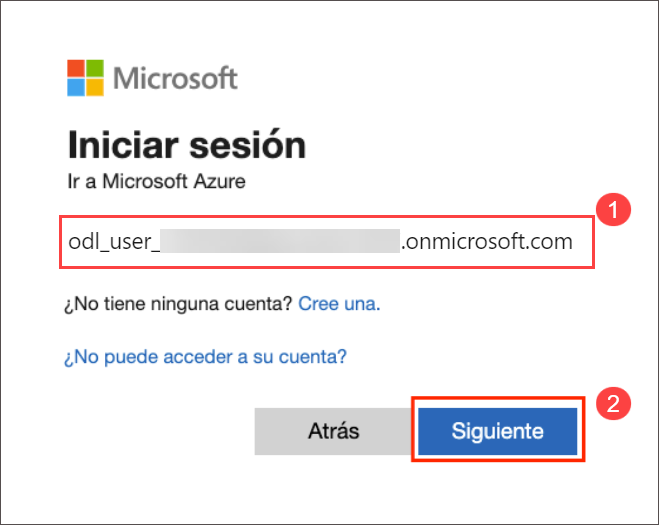 Microsoft
Iniciar sesión
Ir a Microsoft Azure
1
odl_user_ .onmicrosoft.com
¿No tiene ninguna cuenta? Cree una.
¿No puede acceder a su cuenta?
2
Atrás Siguiente